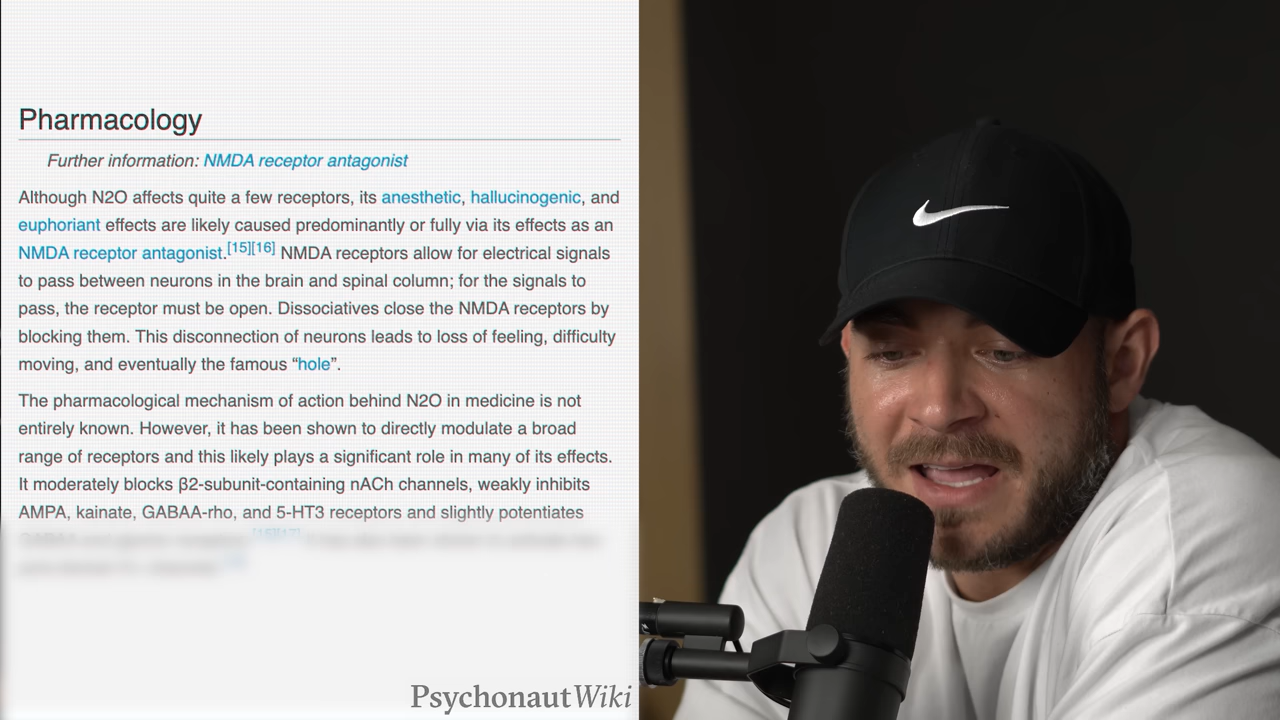 Pharmacology
Further information: NMDA receptor antagonist
Although N2O affects quite a few receptors, its anesthetic, hallucinogenic, and
euphoriant effects are likely caused predominantly or fully via its effects as an
NMDA receptor antagonist.[15][16] NMDA receptors allow for electrical signals
to pass between neurons in the brain and spinal column; for the signals to
pass, the receptor must be open. Dissociatives close the NMDA receptors by
blocking them. This disconnection of neurons leads to loss of feeling, difficulty
moving, and eventually the famous “hole”.
The pharmacological mechanism of action behind N2O in medicine is not
entirely known. However, it has been shown to directly modulate a broad
range of receptors and this likely plays a significant role in many of its effects.
It moderately blocks β2-subunit-containing nACh channels, weakly inhibits
AMPA, kainate, GABAA-rho, and 5-HT3 receptors and slightly potentiates
PsychonautWiki